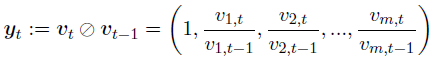 y_t := v_t ⊘ v_{t−1} = (1, v_{1,t}/v_{1,t−1}, v_{2,t}/v_{2,t−1}, ..., v_{m,t}/v_{m,t−1})